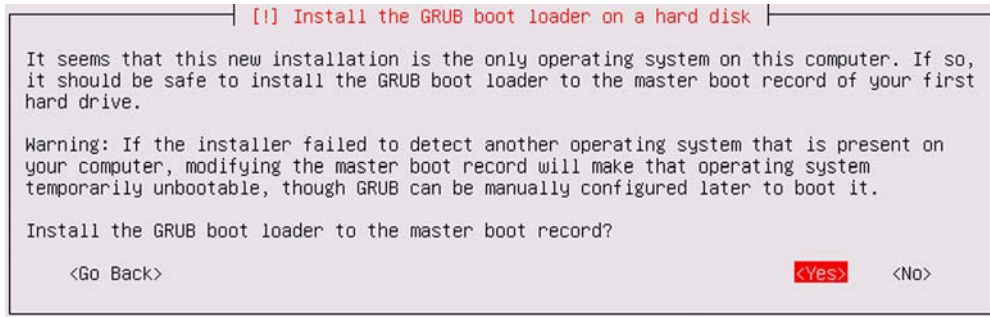 [!] Install the GRUB boot loader on a hard disk
It seems that this new installation is the only operating system on this computer. If so,
it should be safe to install the GRUB boot loader to the master boot record of your first
hard drive.
Warning: If the installer failed to detect another operating system that is present on
your computer, modifying the master boot record will make that operating system
temporarily unbootable, though GRUB can be manually configured later to boot it.
Install the GRUB boot loader to the master boot record?
<Go Back> <Yes> <No>